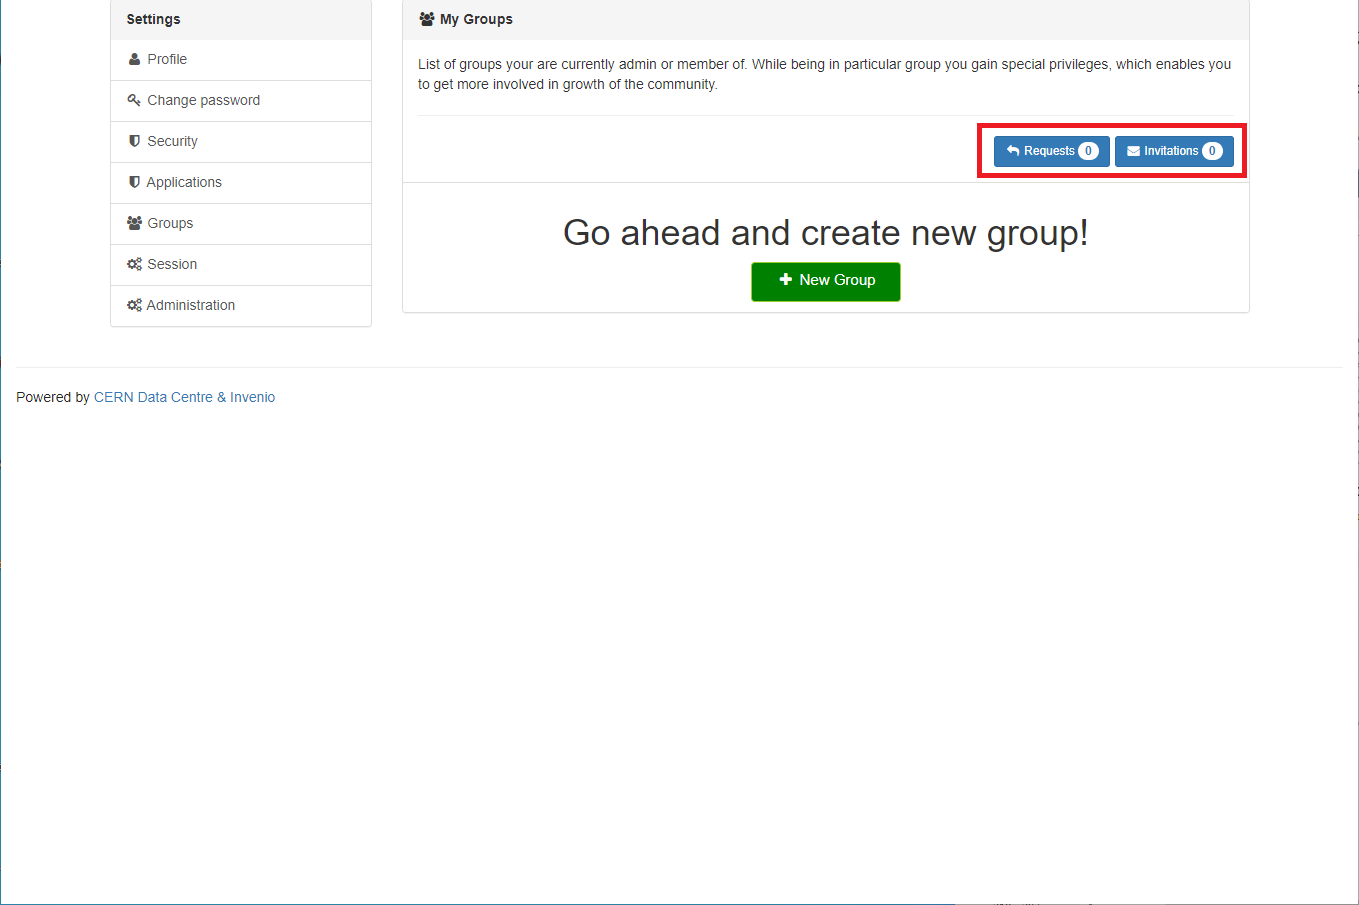 Settings
Profile
Change password
Security
Applications
Groups
Session
Administration
My Groups
List of groups your are currently admin or member of. While being in particular group you gain special privileges, which enables you
to get more involved in growth of the community.
Requests 0 Invitations 0
Go ahead and create new group!
New Group
Powered by CERN Data Centre & Invenio